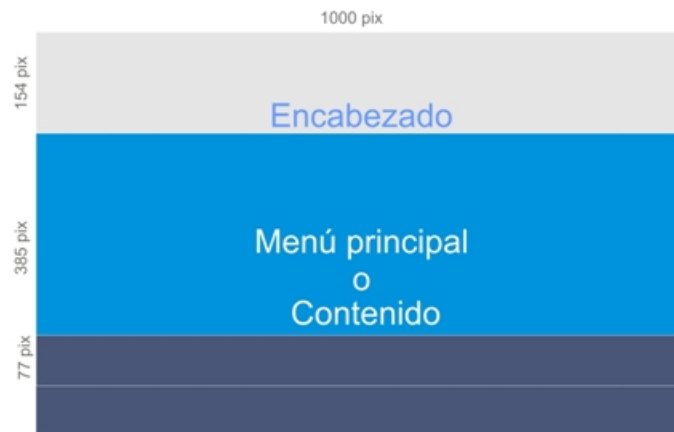 1000 pix
154 pix
Encabezado
385 pix
Menú principal
o
Contenido
77 pix